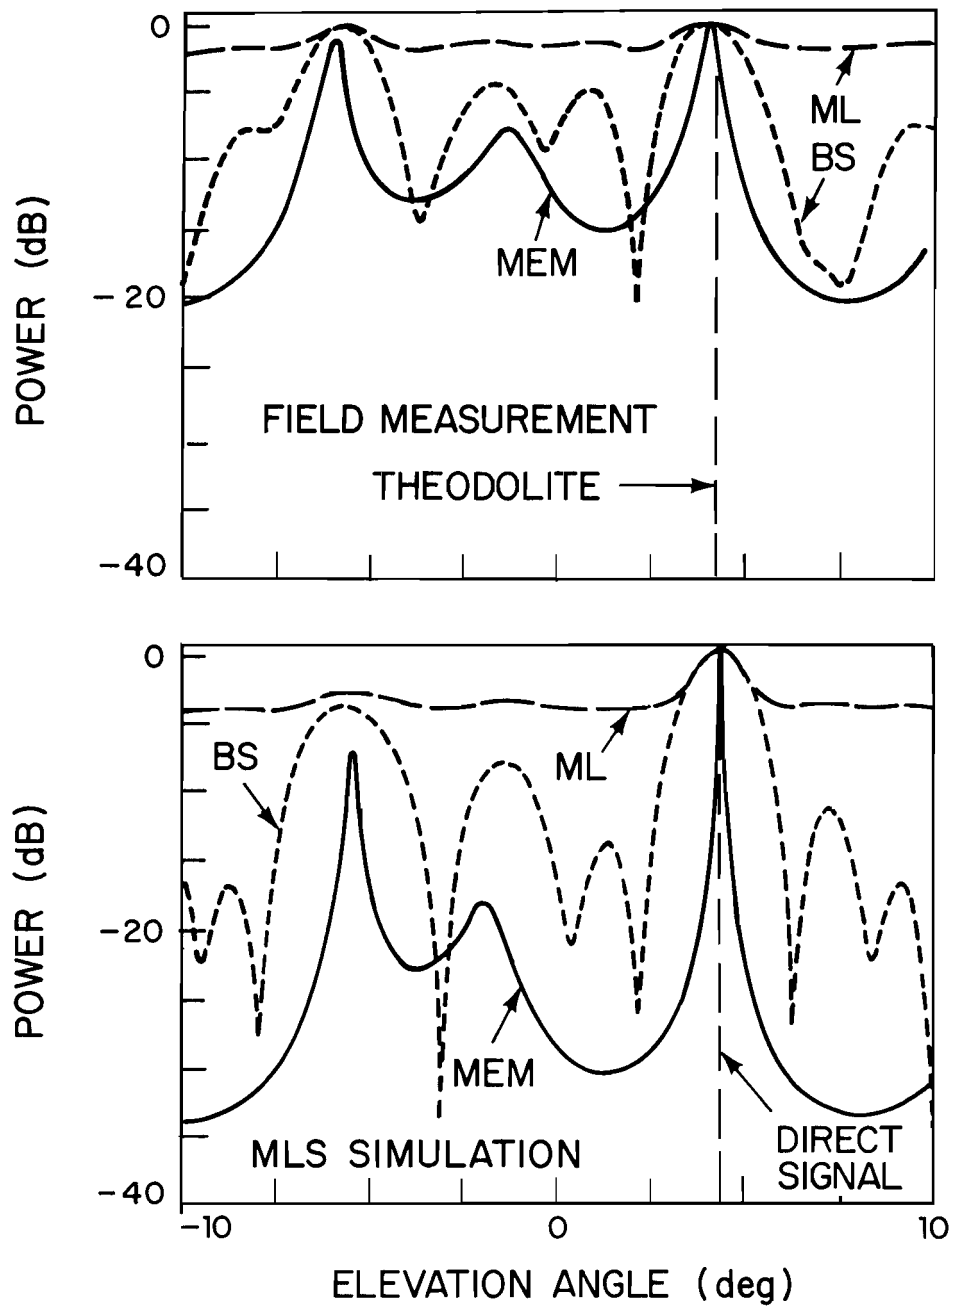 0
ML
BS
MEM
POWER (dB)
-20
FIELD MEASUREMENT
THEODOLITE
-40
0
BS
ML
POWER (dB)
-20
MEM
MLS SIMULATION
DIRECT
SIGNAL
-40
-10 0 10
ELEVATION ANGLE (deg)